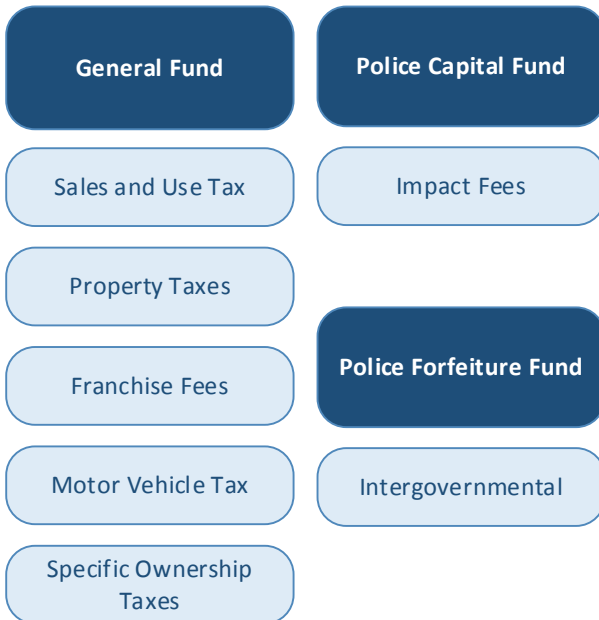 General Fund
Sales and Use Tax
Property Taxes
Franchise Fees
Motor Vehicle Tax
Specific Ownership
Taxes
Police Capital Fund
Impact Fees
Police Forfeiture Fund
Intergovernmental